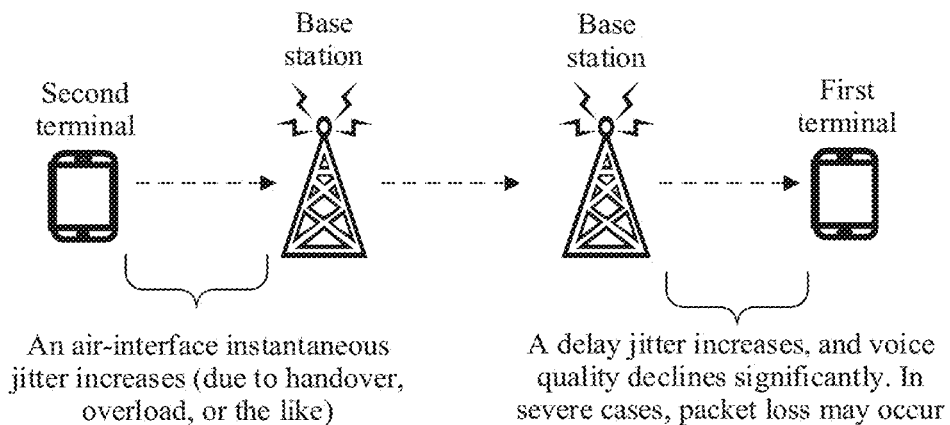 Second
terminal
Base
station
Base
station
First
terminal
An air-interface instantaneous
jitter increases (due to handover,
overload, or the like)
A delay jitter increases, and voice
quality declines significantly. In
severe cases, packet loss may occur